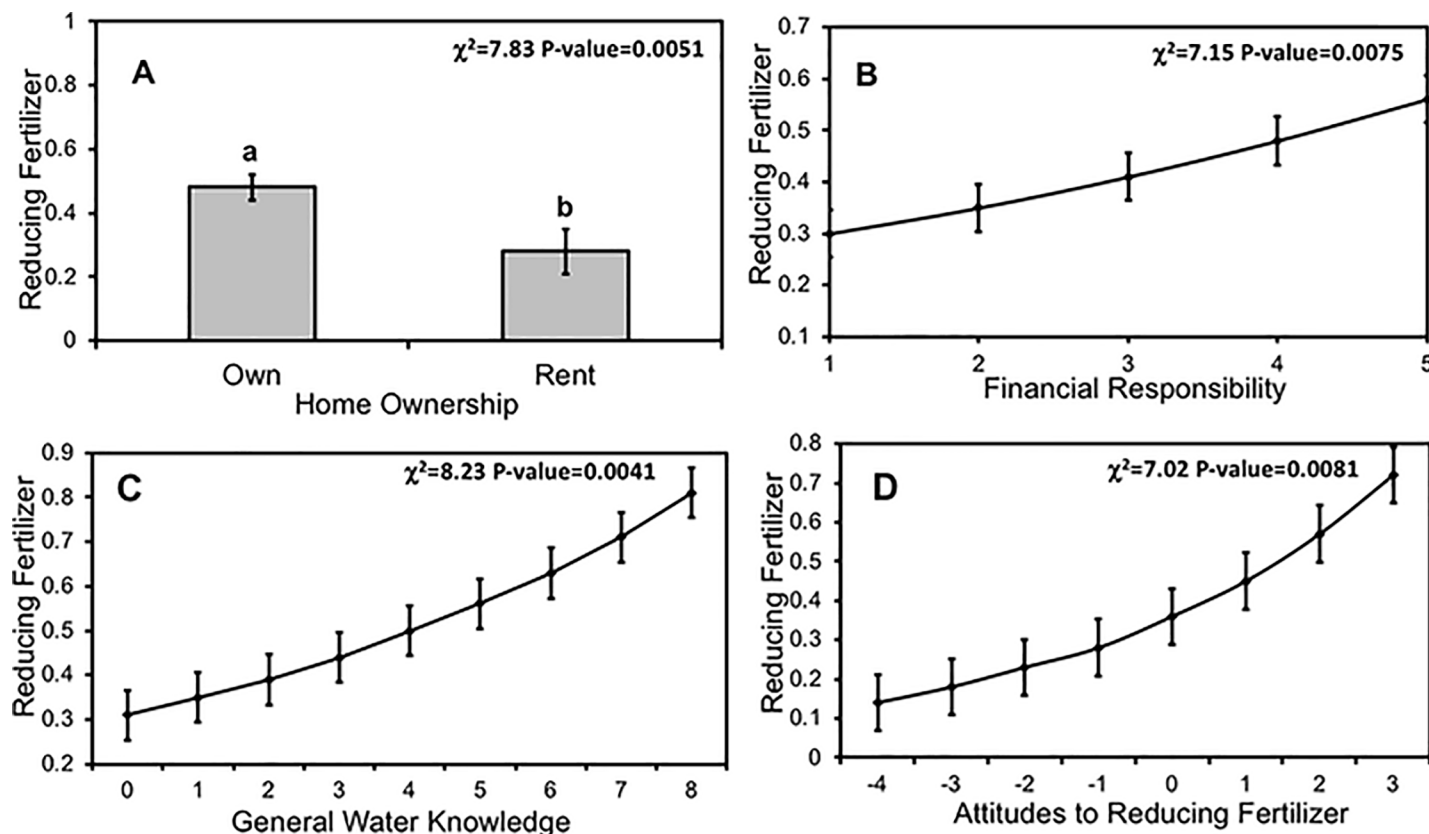 A
χ²=7.83 P-value=0.0051
Reducing Fertilizer
1
0.8
0.6
0.4
0.2
0
a
b
Own Rent
Home Ownership
B
χ²=7.15 P-value=0.0075
Reducing Fertilizer
0.7
0.6
0.5
0.4
0.3
0.2
0.1
1 2 3 4 5
Financial Responsibility
C
χ²=8.23 P-value=0.0041
Reducing Fertilizer
0.9
0.8
0.7
0.6
0.5
0.4
0.3
0.2
0 1 2 3 4 5 6 7 8
General Water Knowledge
D
χ²=7.02 P-value=0.0081
Reducing Fertilizer
0.8
0.7
0.6
0.5
0.4
0.3
0.2
0.1
0
-4 -3 -2 -1 0 1 2 3
Attitudes to Reducing Fertilizer